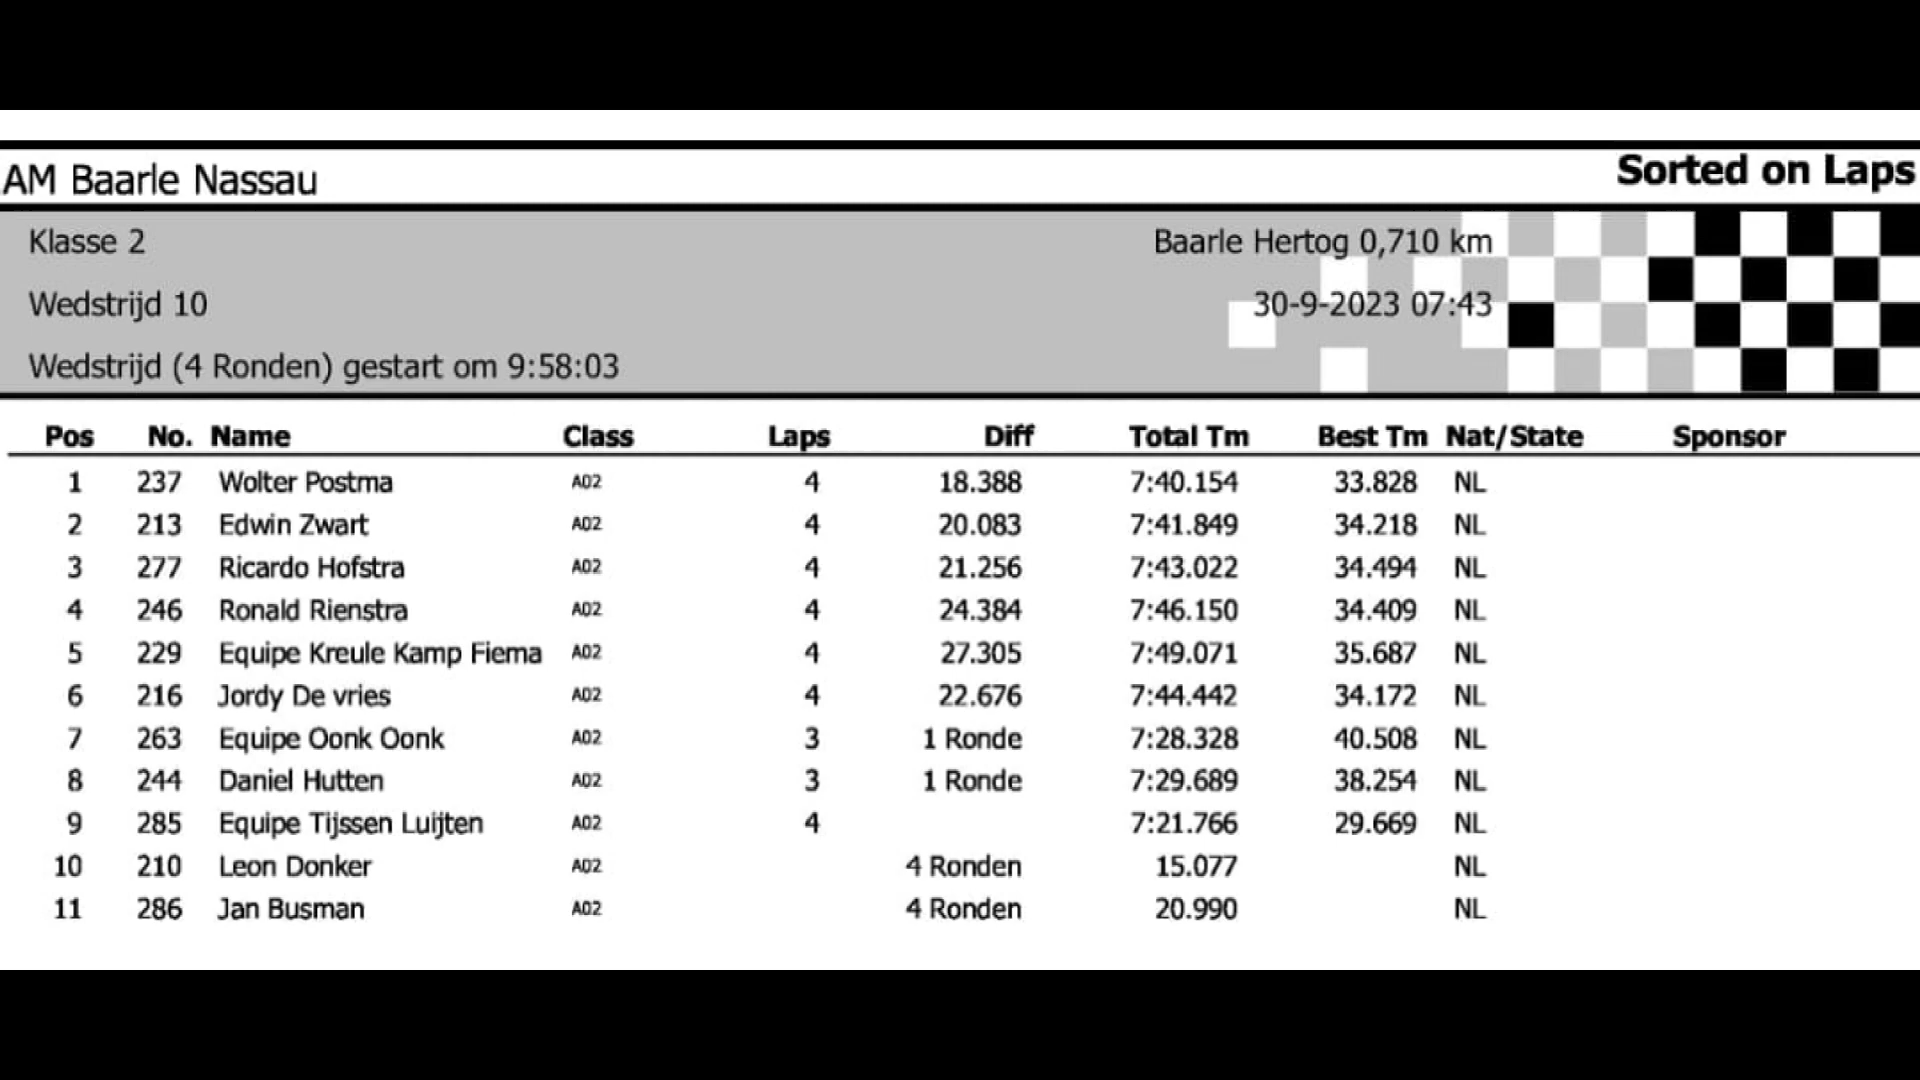 AM Baarle Nassau
Sorted on Laps
Klasse 2
Baarle Hertog 0,710 km
Wedstrijd 10
30-9-2023 07:43
Wedstrijd (4 Ronden) gestart om 9:58:03
Pos No. Name Class Laps Diff Total Tm Best Tm Nat/State Sponsor
1 237 Wolter Postma A02 4 18.388 7:40.154 33.828 NL
2 213 Edwin Zwart A02 4 20.083 7:41.849 34.218 NL
3 277 Ricardo Hofstra A02 4 21.256 7:43.022 34.494 NL
4 246 Ronald Rienstra A02 4 24.384 7:46.150 34.409 NL
5 229 Equipe Kreule Kamp Fiema A02 4 27.305 7:49.071 35.687 NL
6 216 Jordy De vries A02 4 22.676 7:44.442 34.172 NL
7 263 Equipe Oonk Oonk A02 3 1 Ronde 7:28.328 40.508 NL
8 244 Daniel Hutten A02 3 1 Ronde 7:29.689 38.254 NL
9 285 Equipe Tijssen Luijten A02 4 7:21.766 29.669 NL
10 210 Leon Donker A02 4 Ronden 15.077 NL
11 286 Jan Busman A02 4 Ronden 20.990 NL